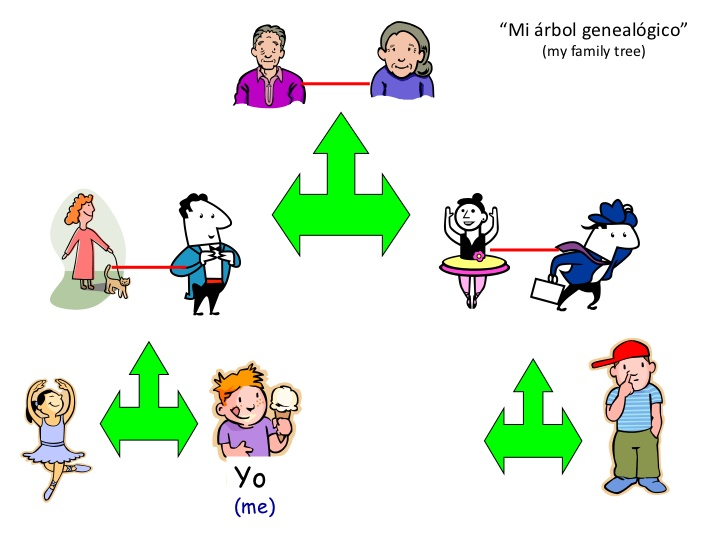 “Mi árbol genealógico”
(my family tree)
Yo
(me)